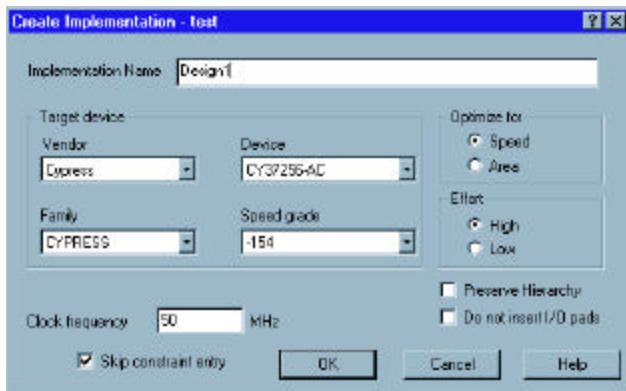 Create Implementation - test
Implementation Name Design1
Target device
Vendor Device
Cypress CY37256-AC
Family Speed grade
CYPRESS -154
Optimize for
Speed
Area
Effort
High
Low
Clock frequency 50 MHz
Preserve Hierarchy
Do not insert I/O pads
Skip constraint entry OK Cancel Help